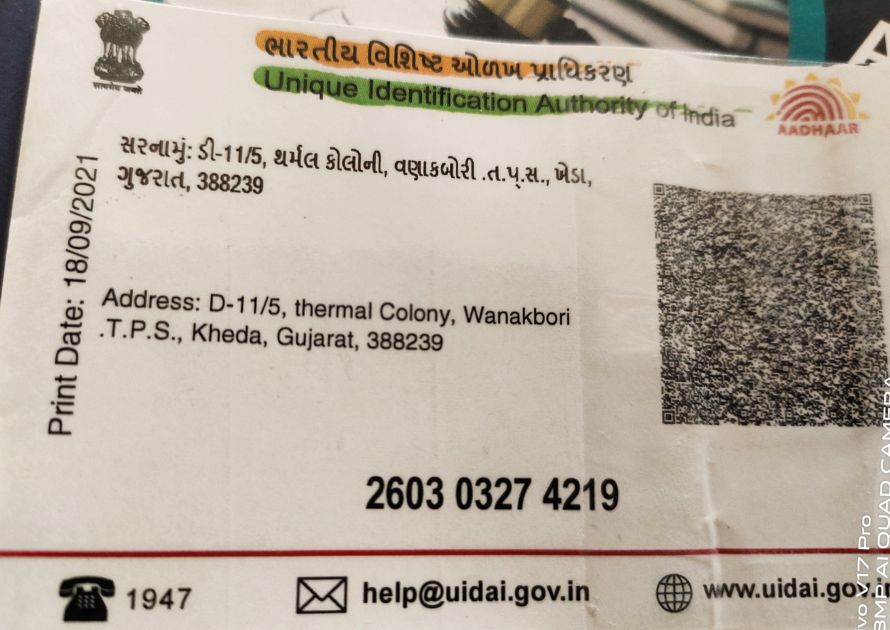 सत्यमेव जयते
ભારતીય વિશિષ્ટ ઓળખ પ્રાધિકરણ
Unique Identification Authority of India
AADHAAR
સરનામું: ડી-11/5, થર્મલ કોલોની, વણાકબોરી .ત.પ્.સ., ખેડા,
ગુજરાત, 388239
Print Date: 18/09/2021
Address: D-11/5, thermal Colony, Wanakbori
.T.P.S., Kheda, Gujarat, 388239
2603 0327 4219
1947
help@uidai.gov.in
www.uidai.gov.in
vo V17 Pro
8MP AI QUAD CAMERA